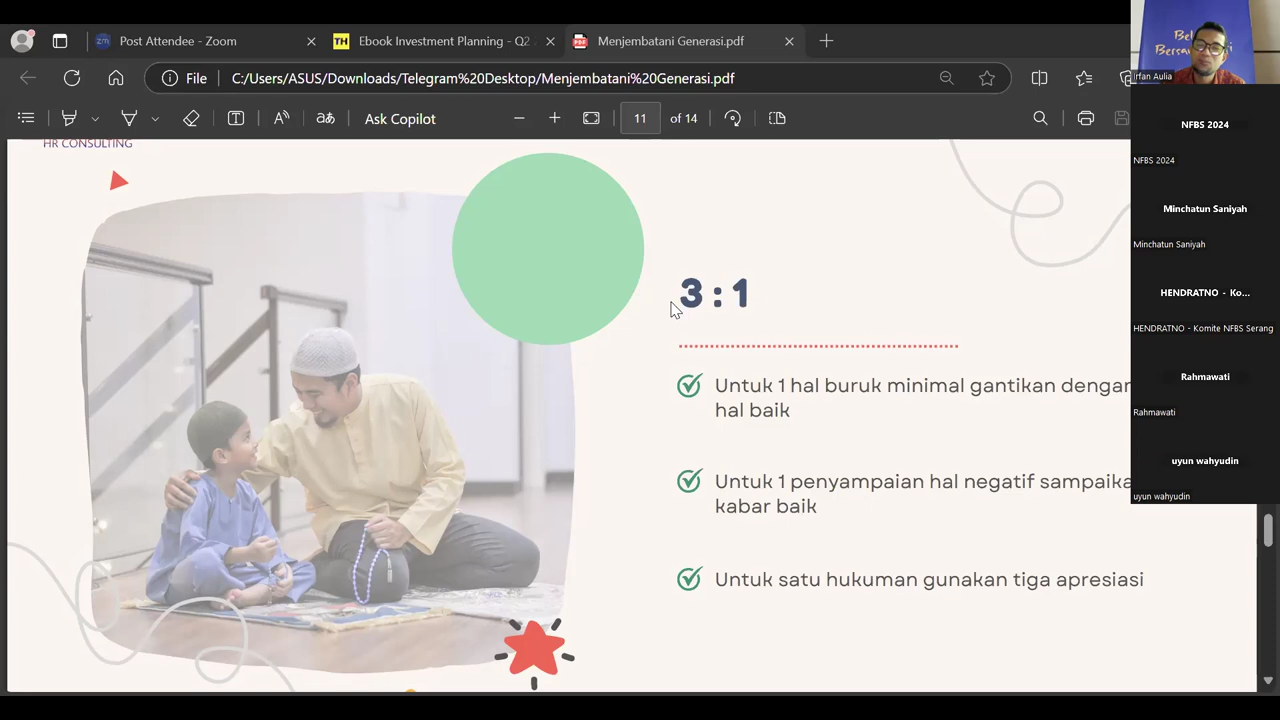 Post Attendee - Zoom
TH
Ebook Investment Planning - Q2
PDF
Menjembatani Generasi.pdf
File
C:/Users/ASUS/Downloads/Telegram%20Desktop/Menjembatani%20Generasi.pdf
Ask Copilot
11 of 14
HR CONSULTING
3 : 1
Untuk 1 hal buruk minimal gantikan dengan
hal baik
Untuk 1 penyampaian hal negatif
kabar baik
Untuk satu hukuman gunakan tiga apresiasi
Irfan Aulia
NFBS 2024
NFBS 2024
Minchatun Saniyah
Minchatun Saniyah
HENDRATNO - Ko...
HENDRATNO - Komite NFBS Serang
Rahmawati
Rahmawati
uyun wahyudin
uyun wahyudin